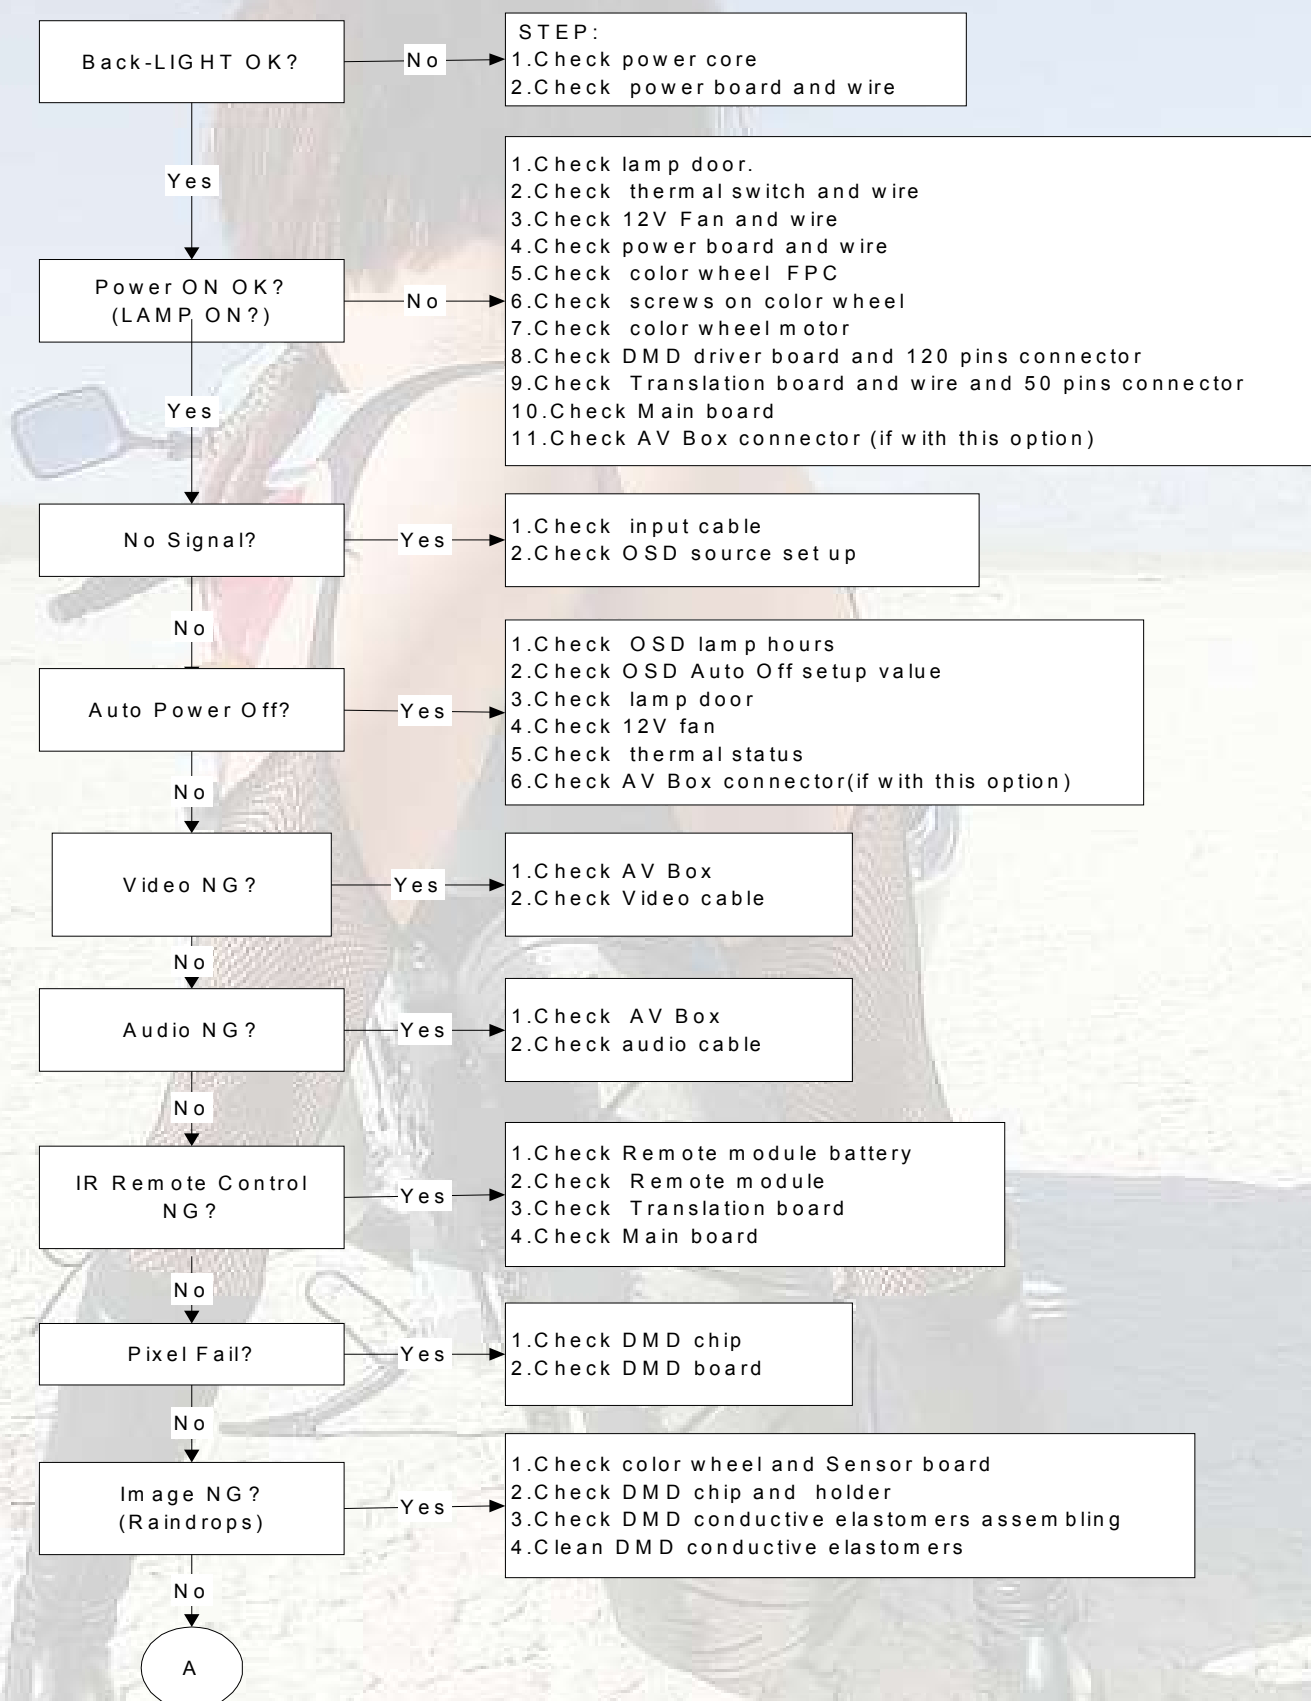 Back-LIGHT OK?
No
STEP:
1.Check power core
2.Check power board and wire
Yes
Power ON OK?
(LAMP ON?)
No
1.Check lamp door.
2.Check thermal switch and wire
3.Check 12V Fan and wire
4.Check power board and wire
5.Check color wheel FPC
6.Check screws on color wheel
7.Check color wheel motor
8.Check DMD driver board and 120 pins connector
9.Check Translation board and wire and 50 pins connector
10.Check Main board
11.Check AV Box connector (if with this option)
Yes
No Signal?
Yes
1.Check input cable
2.Check OSD source set up
No
Auto Power Off?
Yes
1.Check OSD lamp hours
2.Check OSD Auto Off setup value
3.Check lamp door
4.Check 12V fan
5.Check thermal status
6.Check AV Box connector(if with this option)
No
Video NG?
Yes
1.Check AV Box
2.Check Video cable
No
Audio NG?
Yes
1.Check AV Box
2.Check audio cable
No
IR Remote Control
NG?
Yes
1.Check Remote module battery
2.Check Remote module
3.Check Translation board
4.Check Main board
No
Pixel Fail?
Yes
1.Check DMD chip
2.Check DMD board
No
Image NG?
(Raindrops)
Yes
1.Check color wheel and Sensor board
2.Check DMD chip and holder
3.Check DMD conductive elastomers assembling
4.Clean DMD conductive elastomers
No
A